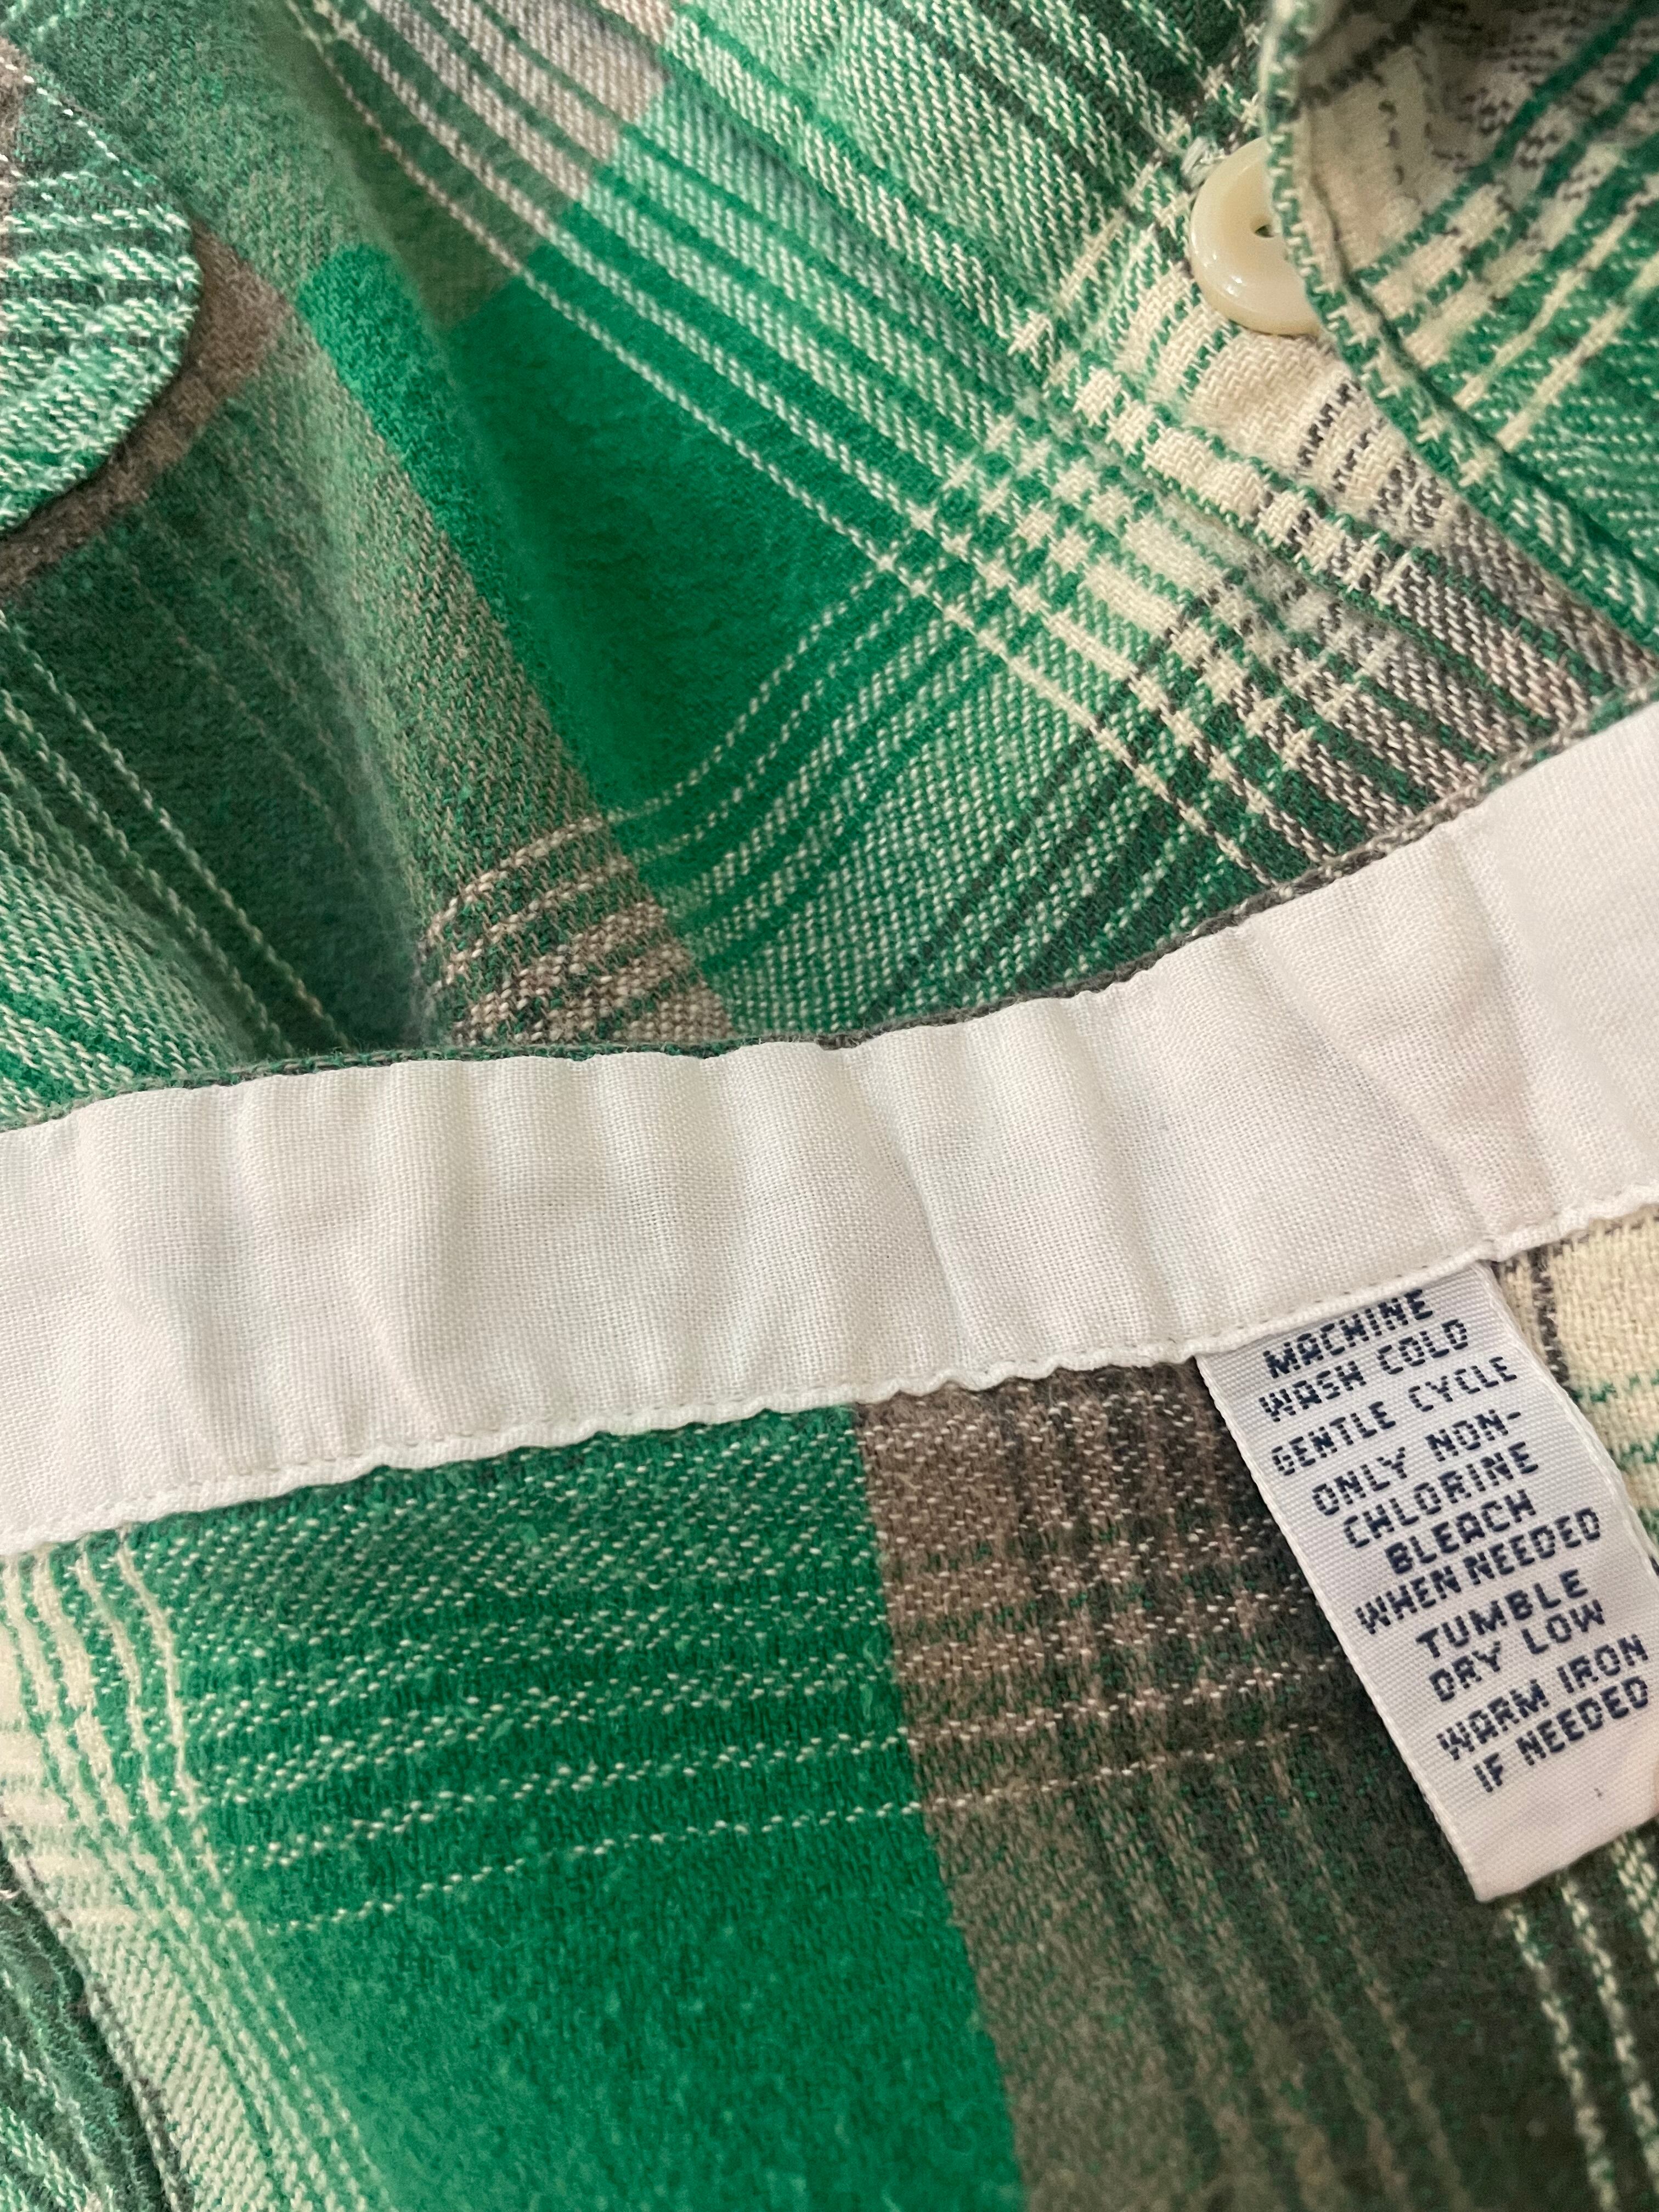 MACHINE
WASH COLD
GENTLE CYCLE
ONLY NON-
CHLORINE
BLEACH
WHEN NEEDED
TUMBLE
DRY LOW
WARM IRON
IF NEEDED